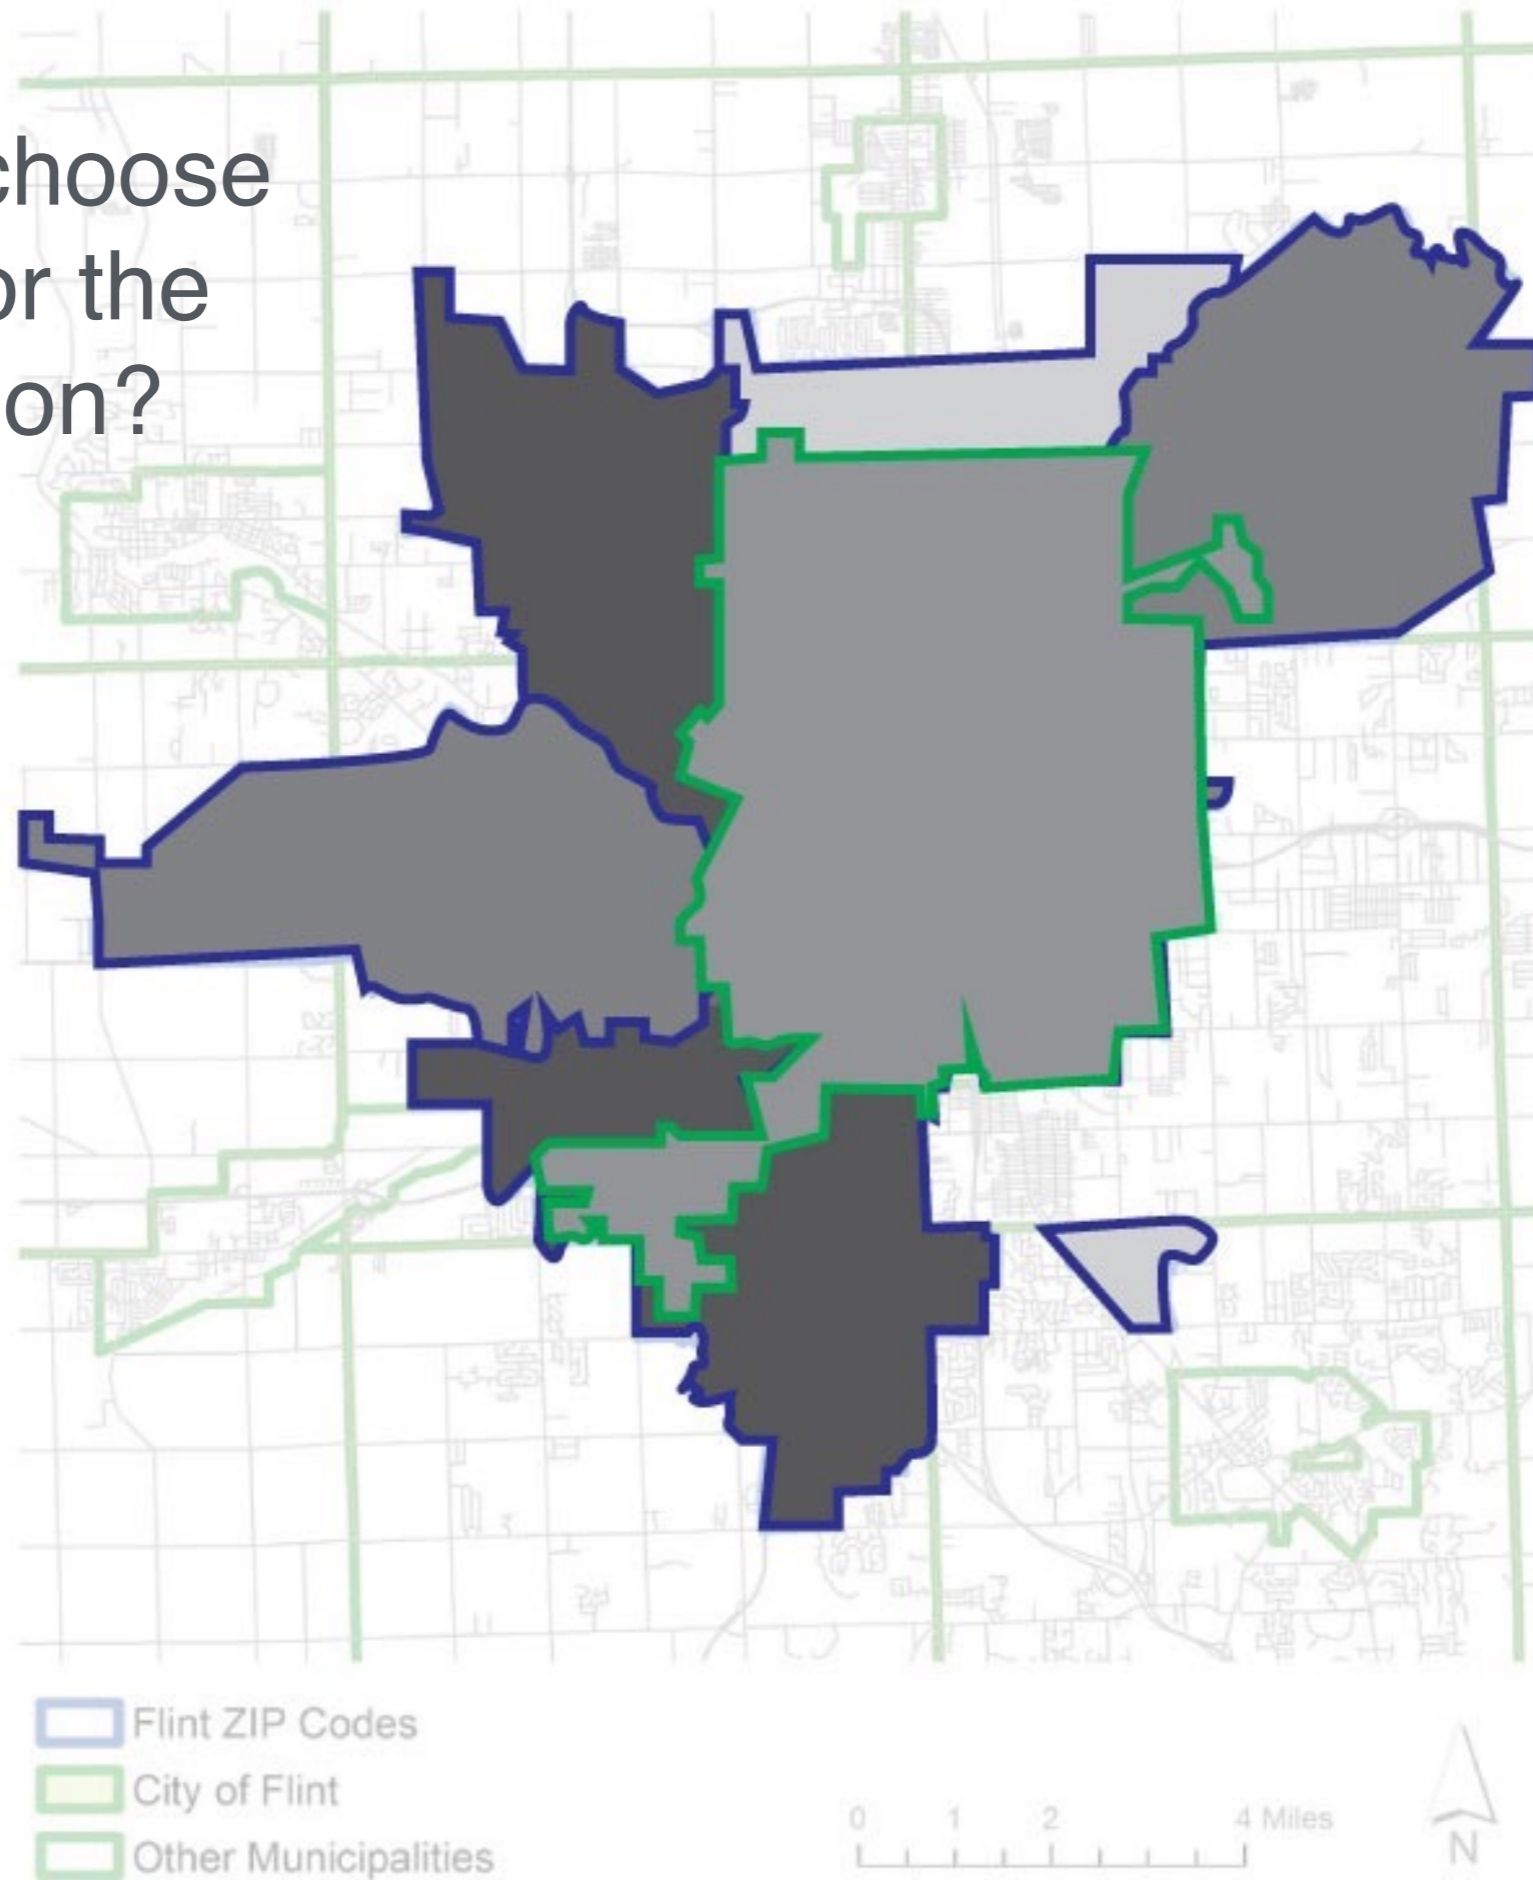 choose
or the
on?
Flint ZIP Codes
City of Flint
Other Municipalities
0 1 2 4 Miles
N